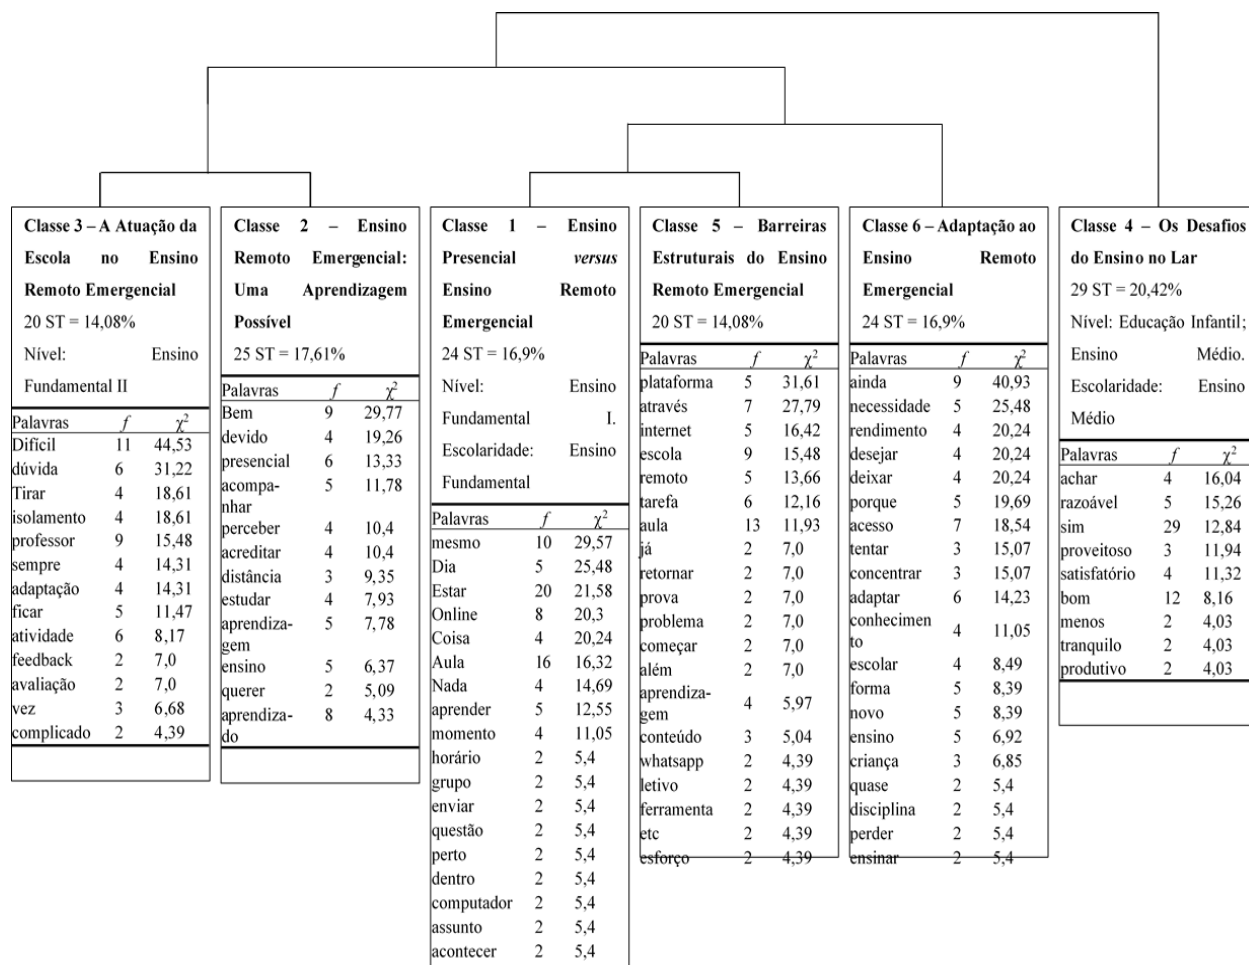 Classe 3 – A Atuação da
Escola no Ensino
Remoto Emergencial
20 ST = 14,08%
Nível: Ensino
Fundamental II
Palavras f χ²
Difícil 11 44,53
dúvida 6 31,22
Tirar 4 18,61
isolamento 4 18,61
professor 9 15,48
sempre 4 14,31
adaptação 4 14,31
ficar 5 11,47
atividade 6 8,17
feedback 2 7,0
avaliação 2 7,0
vez 3 6,68
complicado 2 4,39
Classe 2 – Ensino
Remoto Emergencial:
Uma Aprendizagem
Possível
25 ST = 17,61%
Palavras f χ²
Bem 9 29,77
devido 4 19,26
presencial 6 13,33
acompa- 5 11,78
nhar
perceber 4 10,4
acreditar 4 10,4
distância 3 9,35
estudar 4 7,93
aprendiza- 5 7,78
gem
ensino 5 6,37
querer 2 5,09
aprendiza- 8 4,33
do
Classe 1 – Ensino
Presencial versus
Ensino Remoto
Emergencial
24 ST = 16,9%
Nível: Ensino
Fundamental I.
Escolaridade: Ensino
Fundamental
Palavras f χ²
mesmo 10 29,57
Dia 5 25,48
Estar 20 21,58
Online 8 20,3
Coisa 4 20,24
Aula 16 16,32
Nada 4 14,69
aprender 5 12,55
momento 4 11,05
horário 2 5,4
grupo 2 5,4
enviar 2 5,4
questão 2 5,4
perto 2 5,4
dentro 2 5,4
computador 2 5,4
assunto 2 5,4
acontecer 2 5,4
Classe 5 – Barreiras
Estruturais do Ensino
Remoto Emergencial
20 ST = 14,08%
Palavras f χ²
plataforma 5 31,61
através 7 27,79
internet 5 16,42
escola 9 15,48
remoto 5 13,66
tarefa 6 12,16
aula 13 11,93
já 2 7,0
retornar 2 7,0
prova 2 7,0
problema 2 7,0
começar 2 7,0
além 2 7,0
aprendiza- 4 5,97
gem
conteúdo 3 5,04
whatsapp 2 4,39
letivo 2 4,39
ferramenta 2 4,39
etc 2 4,39
esforço 2 4,39
Classe 6 – Adaptação ao
Ensino Remoto
Emergencial
24 ST = 16,9%
Palavras f χ²
ainda 9 40,93
necessidade 5 25,48
rendimento 4 20,24
desejar 4 20,24
deixar 4 20,24
porque 5 19,69
acesso 7 18,54
tentar 3 15,07
concentrar 3 15,07
adaptar 6 14,23
conhecimen 4 11,05
to
escolar 4 8,49
forma 5 8,39
novo 5 8,39
ensino 5 6,92
criança 3 6,85
quase 2 5,4
disciplina 2 5,4
perder 2 5,4
ensinar 2 5,4
Classe 4 – Os Desafios
do Ensino no Lar
29 ST = 20,42%
Nível: Educação Infantil;
Ensino Médio.
Escolaridade: Ensino
Médio
Palavras f χ²
achar 4 16,04
razoável 5 15,26
sim 29 12,84
proveitoso 3 11,94
satisfatório 4 11,32
bom 12 8,16
menos 2 4,03
tranquilo 2 4,03
produtivo 2 4,03